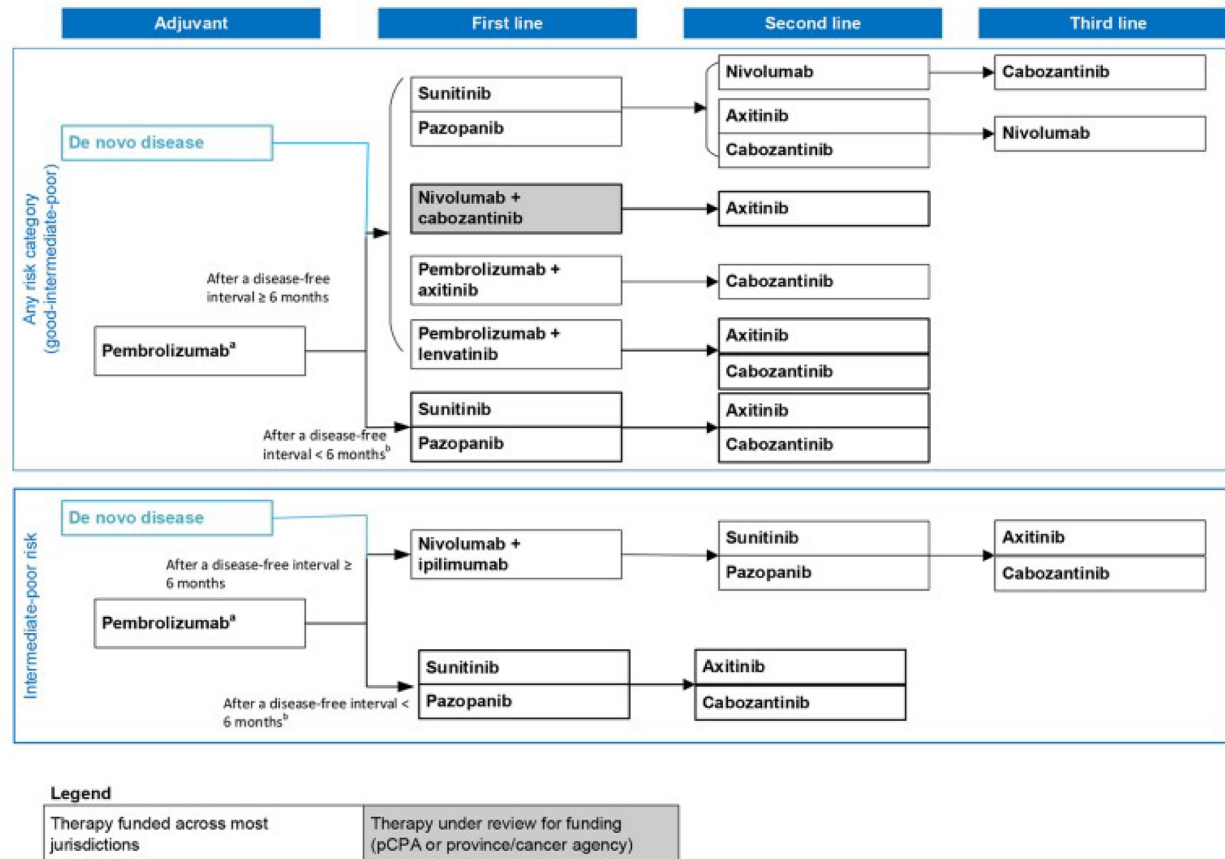 Adjuvant
First line
Second line
Third line
Any risk category
(good-intermediate-poor)
De novo disease
After a disease-free
interval ≥ 6 months
Pembrolizumabᵃ
After a disease-free
interval < 6 monthsᵇ
Sunitinib
Pazopanib
Nivolumab
Cabozantinib
Axitinib
Cabozantinib
Nivolumab
Nivolumab +
cabozantinib
Axitinib
Pembrolizumab +
axitinib
Cabozantinib
Pembrolizumab +
lenvatinib
Axitinib
Cabozantinib
Sunitinib
Pazopanib
Axitinib
Cabozantinib
Intermediate-poor risk
De novo disease
After a disease-free interval ≥
6 months
Pembrolizumabᵃ
After a disease-free interval <
6 monthsᵇ
Nivolumab +
ipilimumab
Sunitinib
Pazopanib
Axitinib
Cabozantinib
Sunitinib
Pazopanib
Axitinib
Cabozantinib
Legend
Therapy funded across most
jurisdictions
Therapy under review for funding
(pCPA or province/cancer agency)